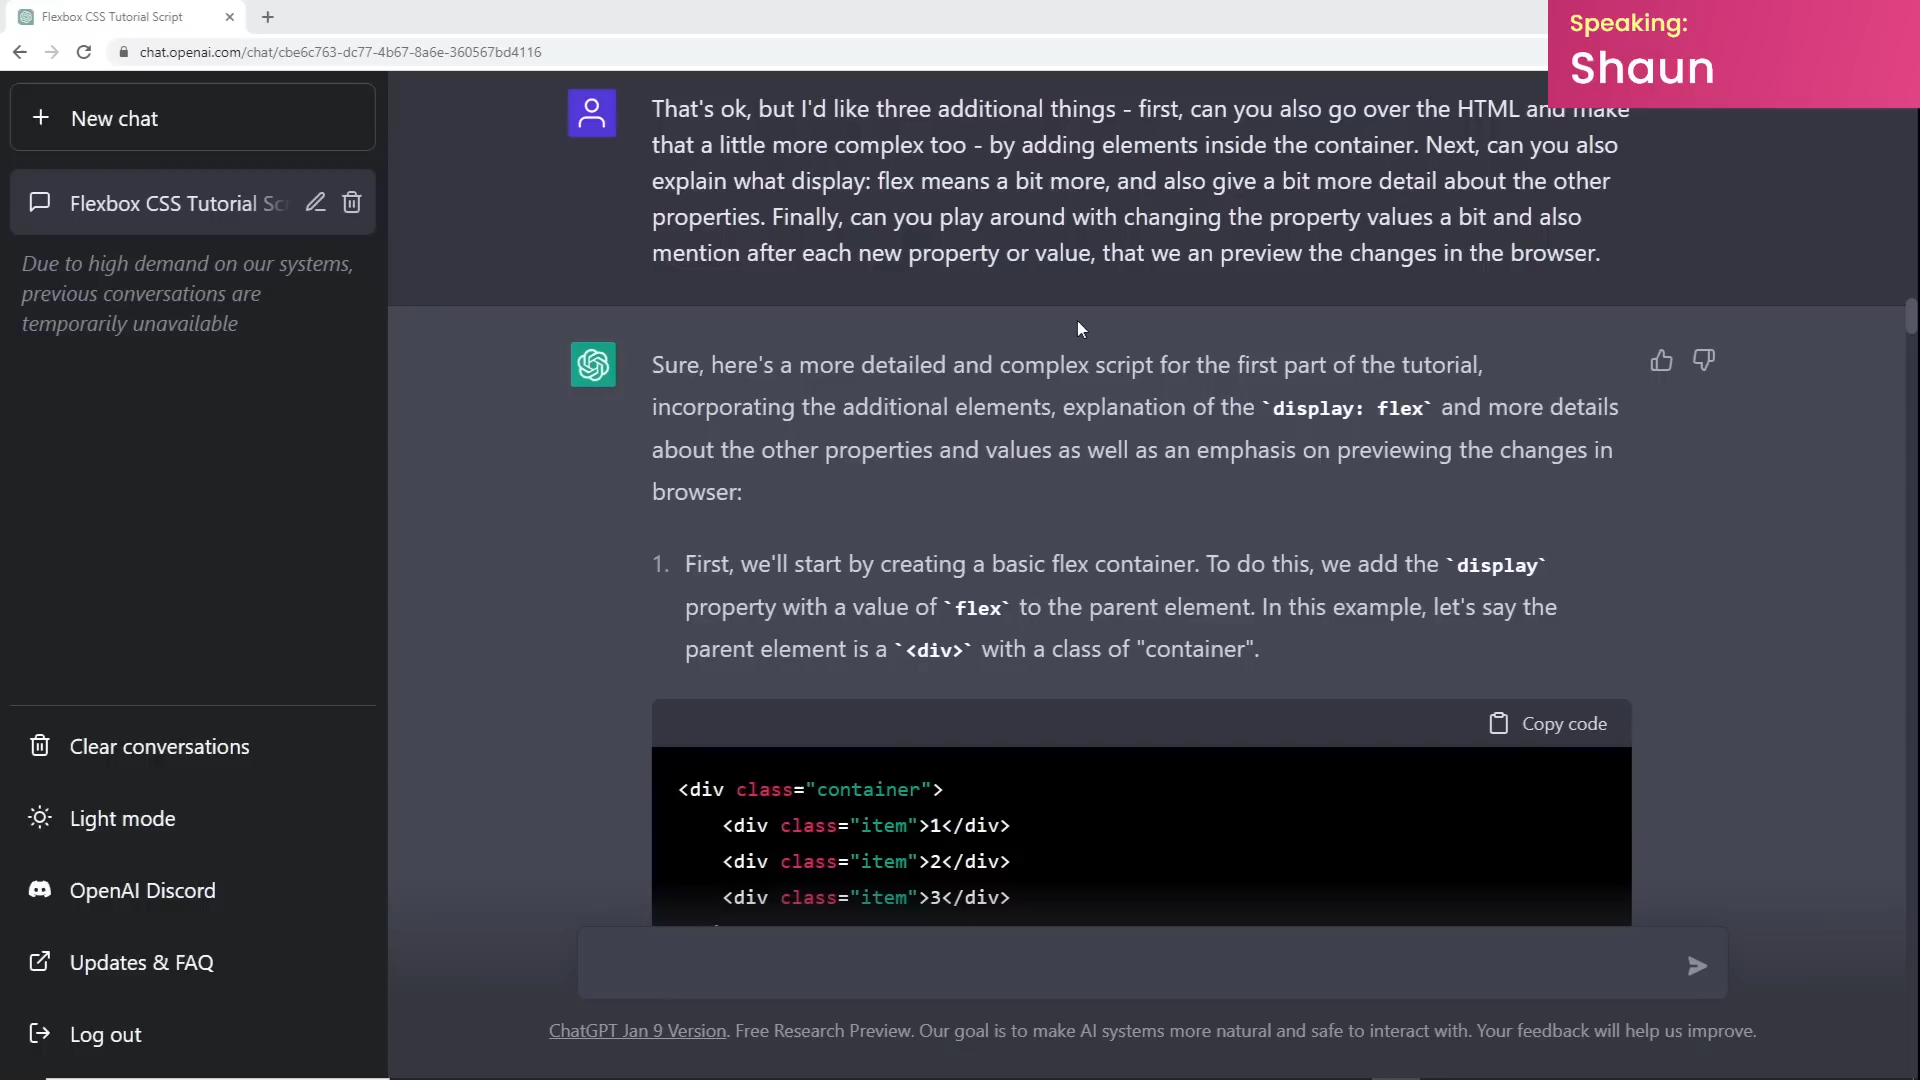 Flexbox CSS Tutorial Script
chat.openai.com/chat/cbe6c763-dc77-4b67-8a6e-360567bd4116
Speaking:
Shaun
New chat
Flexbox CSS Tutorial Scr
Due to high demand on our systems,
previous conversations are
temporarily unavailable
Clear conversations
Light mode
OpenAI Discord
Updates & FAQ
Log out
That's ok, but I'd like three additional things - first, can you also go over the HTML and make
that a little more complex too - by adding elements inside the container. Next, can you also
explain what display: flex means a bit more, and also give a bit more detail about the other
properties. Finally, can you play around with changing the property values a bit and also
mention after each new property or value, that we an preview the changes in the browser.
Sure, here's a more detailed and complex script for the first part of the tutorial,
incorporating the additional elements, explanation of the `display: flex` and more details
about the other properties and values as well as an emphasis on previewing the changes in
browser:
1. First, we'll start by creating a basic flex container. To do this, we add the `display`
property with a value of `flex` to the parent element. In this example, let's say the
parent element is a `<div>` with a class of "container".
Copy code
<div class="container">
    <div class="item">1</div>
    <div class="item">2</div>
    <div class="item">3</div>
ChatGPT Jan 9 Version. Free Research Preview. Our goal is to make AI systems more natural and safe to interact with. Your feedback will help us improve.